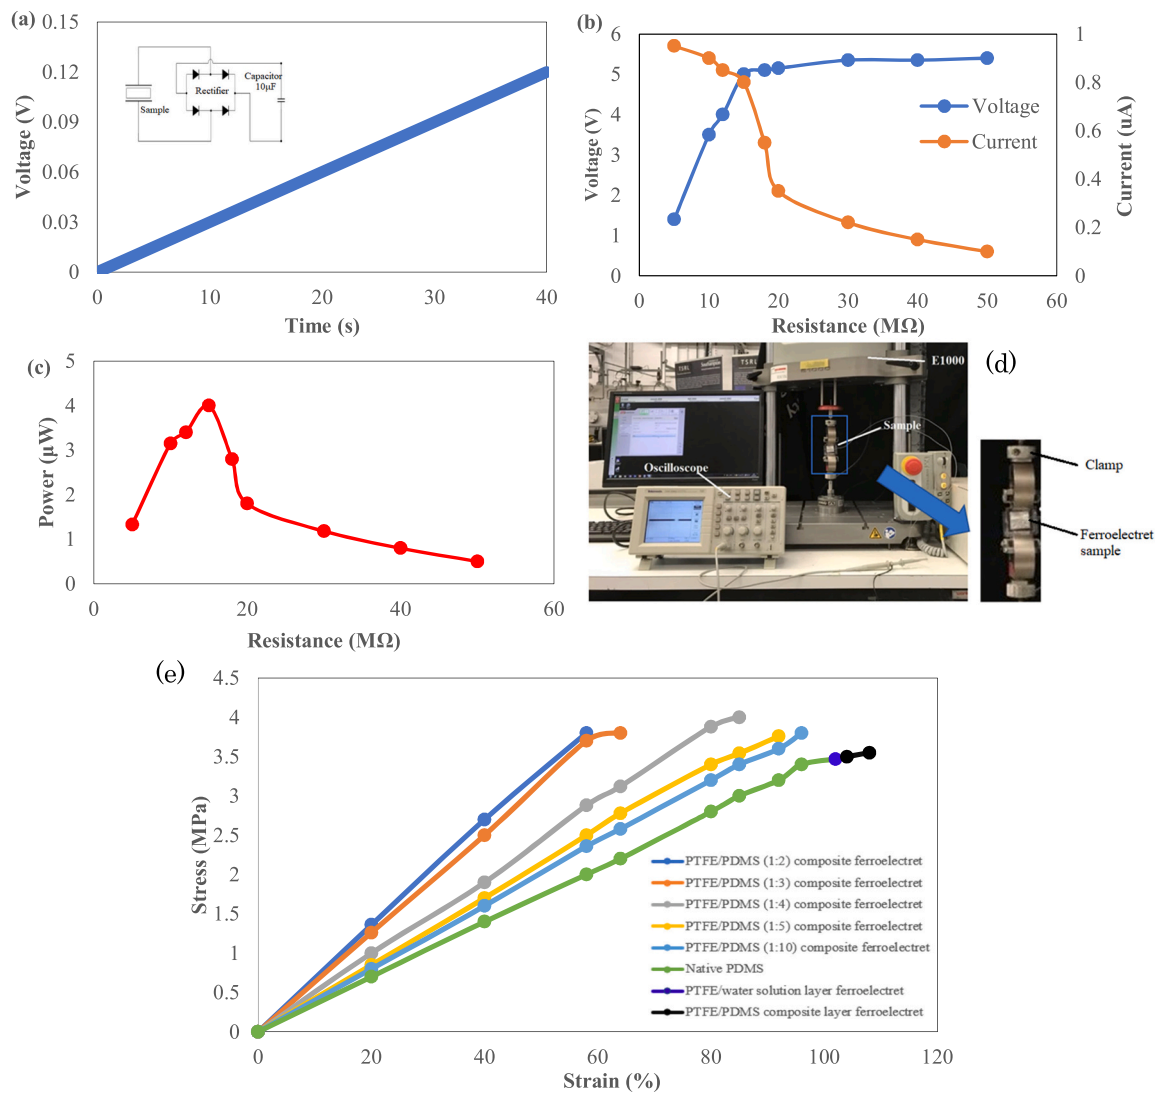 (a)
0.15
0.12
0.09
0.06
0.03
0
Voltage (V)
0
10
20
30
40
Time (s)
Sample
Rectifier
Capacitor
10μF
(b)
6
5
4
3
2
1
0
Voltage (V)
1
0.8
0.6
0.4
0.2
0
Current (uA)
Voltage
Current
0
10
20
30
40
50
60
Resistance (MΩ)
(c)
5
4
3
2
1
0
Power (μW)
0
20
40
60
Resistance (MΩ)
(d)
TSRL
E1000
Sample
Oscilloscope
Clamp
Ferroelectret
sample
(e)
4.5
4
3.5
3
2.5
2
1.5
1
0.5
0
Stress (MPa)
PTFE/PDMS (1:2) composite ferroelectret
PTFE/PDMS (1:3) composite ferroelectret
PTFE/PDMS (1:4) composite ferroelectret
PTFE/PDMS (1:5) composite ferroelectret
PTFE/PDMS (1:10) composite ferroelectret
Native PDMS
PTFE/water solution layer ferroelectret
PTFE/PDMS composite layer ferroelectret
0
20
40
60
80
100
120
Strain (%)